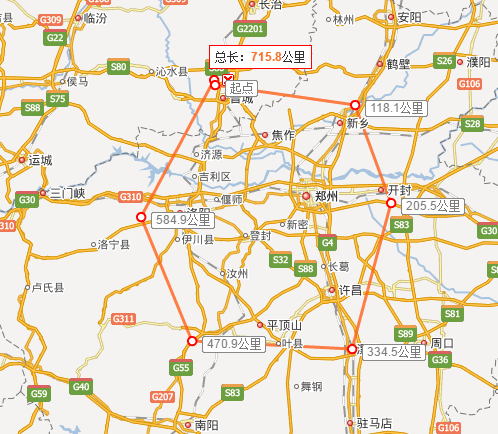 G309
长治
安阳
临汾
G309
林州
G22
G2201
总长：715.8公里
鹤壁
S26
濮阳
S80
沁水县
S80
侯马
起点
G106
S75
晋城
118.1公里
S88
新乡
S28
焦作
济源
运城
吉利区
三门峡
G310
偃师
郑州
开封
G30
205.5公里
310
584.9公里
新密
S83
G30
洛宁县
伊川县
登封
G4
S32
长葛
汝州
S88
卢氏县
许昌
G311
平顶山
S81
S89
470.9公里
叶县
334.5公里
周口
G36
G55
G40
舞钢
G59
G207
S83
南阳
驻马店
G106